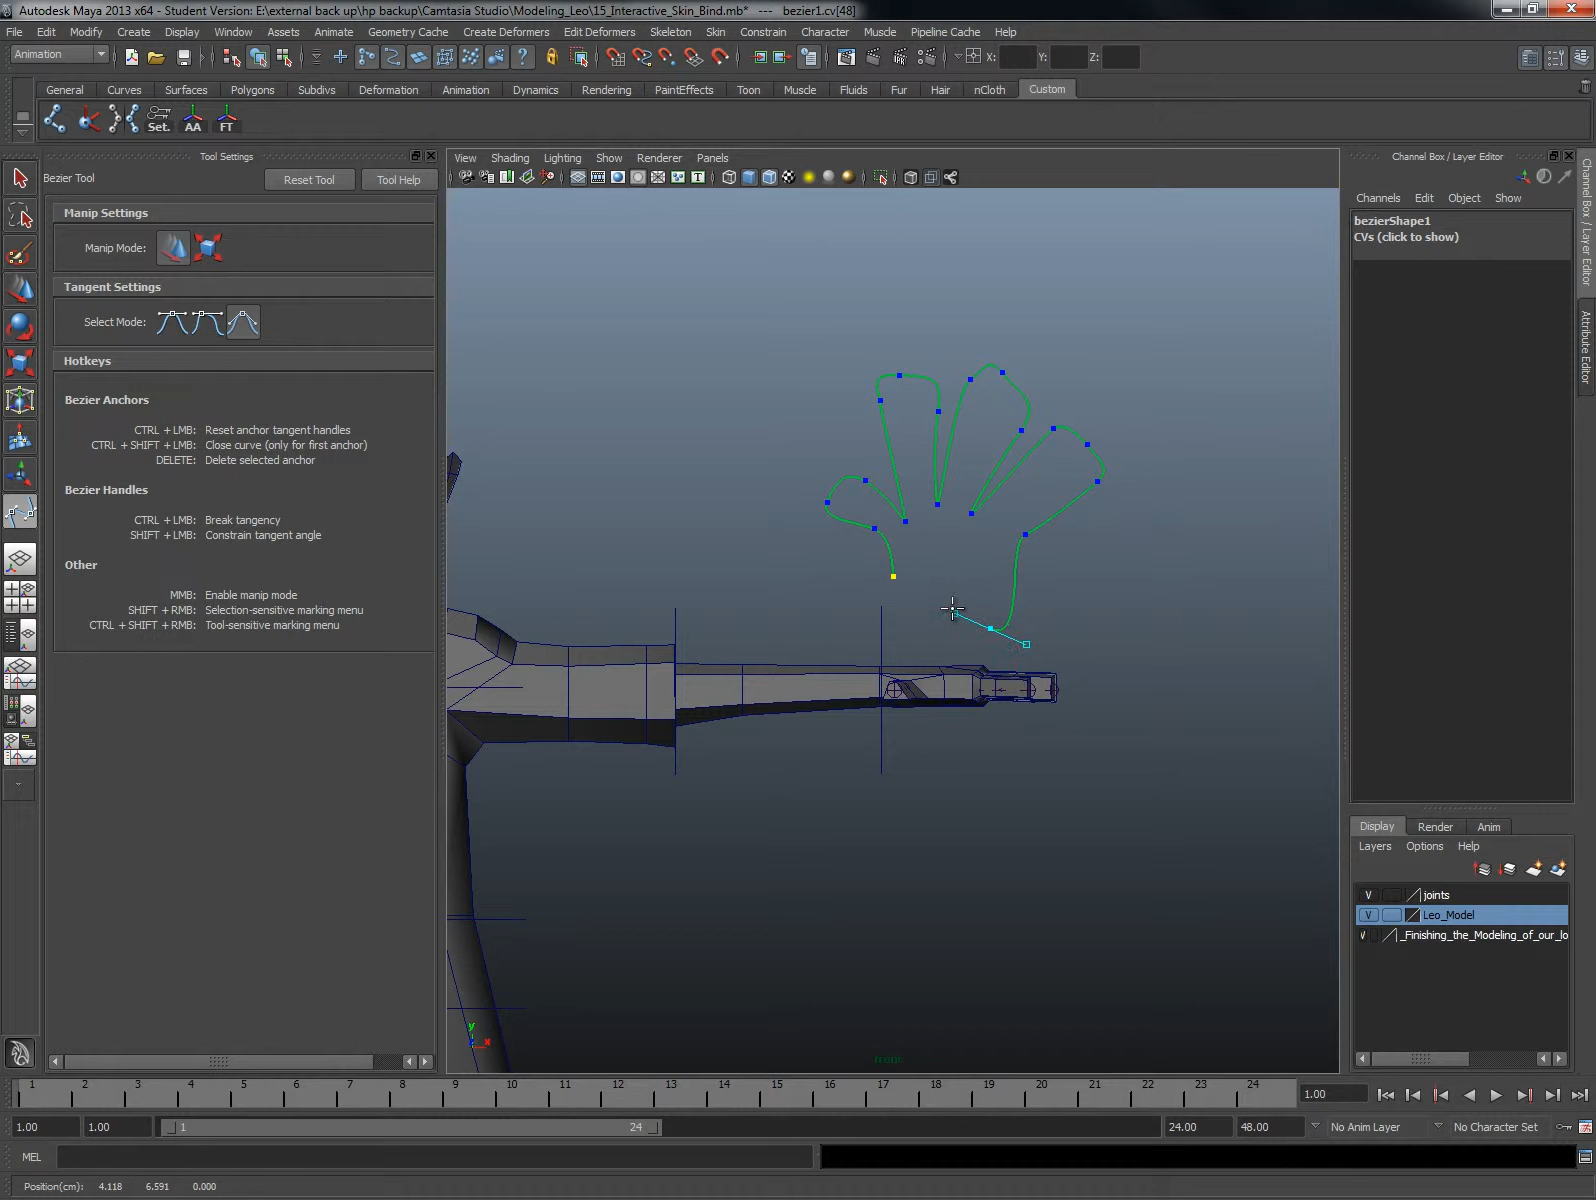 Autodesk Maya 2013 x64 - Student Version: E:\external back up\hp backup\Camtasia Studio\Modeling_Leo\15_Interactive_Skin_Bind.mb* --- bezier1.cv[48]
File Edit Modify Create Display Window Assets Animate Geometry Cache Create Deformers Edit Deformers Skeleton Skin Constrain Character Muscle Pipeline Cache Help
Animation X: Y: Z:
General Curves Surfaces Polygons Subdivs Deformation Animation Dynamics Rendering PaintEffects Toon Muscle Fluids Fur Hair nCloth Custom
Set. AA FT
Tool Settings
Bezier Tool Reset Tool Tool Help
Manip Settings
Manip Mode:
Tangent Settings
Select Mode:
Hotkeys
Bezier Anchors
CTRL + LMB: Reset anchor tangent handles
CTRL + SHIFT + LMB: Close curve (only for first anchor)
DELETE: Delete selected anchor
Bezier Handles
CTRL + LMB: Break tangency
SHIFT + LMB: Constrain tangent angle
Other
MMB: Enable manip mode
SHIFT + RMB: Selection-sensitive marking menu
CTRL + SHIFT + RMB: Tool-sensitive marking menu
View Shading Lighting Show Renderer Panels
y
x
front
Channel Box / Layer Editor
Channels Edit Object Show
bezierShape1
CVs (click to show)
Channel Box / Layer Editor
Attribute Editor
Display Render Anim
Layers Options Help
V joints
V Leo_Model
V _Finishing_the_Modeling_of_our_lo
1 2 3 4 5 6 7 8 9 10 11 12 13 14 15 16 17 18 19 20 21 22 23 24 1.00
1.00 1.00 1 24 24.00 48.00 No Anim Layer No Character Set
MEL
Position(cm): 4.118 6.591 0.000